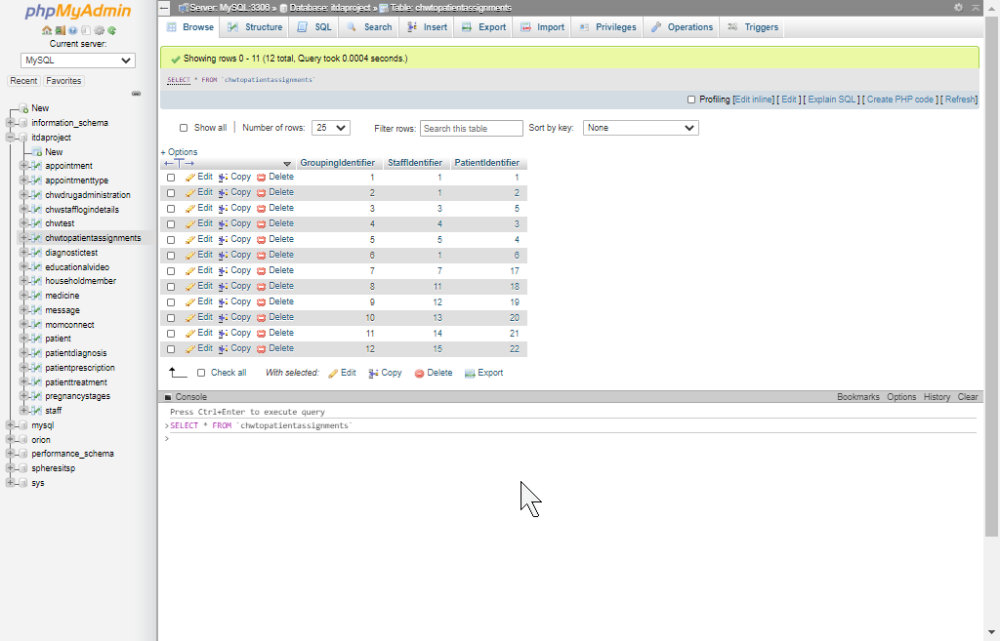 phpMyAdmin
Current server:
MySQL
Recent Favorites
New
information_schema
itdaproject
New
appointment
appointmenttype
chwdrugadministration
chwstafflogindetails
chwtest
chwtopatientassignments
diagnostictest
educationalvideo
householdmember
medicine
message
momconnect
patient
patientdiagnosis
patientprescription
patienttreatment
pregnancystages
staff
mysql
orion
performance_schema
spheresitsp
sys
Server: MySQL:3308 » Database: itdaproject » Table: chwtopatientassignments
Browse Structure SQL Search Insert Export Import Privileges Operations Triggers
Showing rows 0 - 11 (12 total, Query took 0.0004 seconds.)
SELECT * FROM `chwtopatientassignments`
Profiling [Edit inline] [ Edit ] [ Explain SQL ] [ Create PHP code ] [ Refresh]
Show all | Number of rows: 25 Filter rows: Search this table Sort by key: None
+ Options
←T→ GroupingIdentifier StaffIdentifier PatientIdentifier
Edit Copy Delete 1 1 1
Edit Copy Delete 2 1 2
Edit Copy Delete 3 3 5
Edit Copy Delete 4 4 3
Edit Copy Delete 5 5 4
Edit Copy Delete 6 1 6
Edit Copy Delete 7 7 17
Edit Copy Delete 8 11 18
Edit Copy Delete 9 12 19
Edit Copy Delete 10 13 20
Edit Copy Delete 11 14 21
Edit Copy Delete 12 15 22
Check all With selected: Edit Copy Delete Export
Console Bookmarks Options History Clear
Press Ctrl+Enter to execute query
>SELECT * FROM `chwtopatientassignments`
>